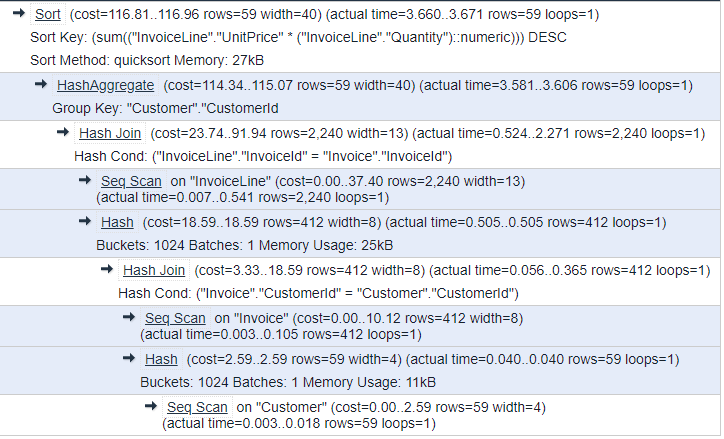 Sort (cost=116.81..116.96 rows=59 width=40) (actual time=3.660..3.671 rows=59 loops=1)
Sort Key: (sum(("InvoiceLine"."UnitPrice" * ("InvoiceLine"."Quantity")::numeric))) DESC
Sort Method: quicksort Memory: 27kB
HashAggregate (cost=114.34..115.07 rows=59 width=40) (actual time=3.581..3.606 rows=59 loops=1)
Group Key: "Customer"."CustomerId
Hash Join (cost=23.74..91.94 rows=2,240 width=13) (actual time=0.524..2.271 rows=2,240 loops=1)
Hash Cond: ("InvoiceLine"."InvoiceId" = "Invoice"."InvoiceId")
Seq Scan on "InvoiceLine" (cost=0.00..37.40 rows=2,240 width=13)
(actual time=0.007..0.541 rows=2,240 loops=1)
Hash (cost=18.59..18.59 rows=412 width=8) (actual time=0.505..0.505 rows=412 loops=1)
Buckets: 1024 Batches: 1 Memory Usage: 25kB
Hash Join (cost=3.33..18.59 rows=412 width=8) (actual time=0.056..0.365 rows=412 loops=1)
Hash Cond: ("Invoice"."CustomerId" = "Customer"."CustomerId")
Seq Scan on "Invoice" (cost=0.00..10.12 rows=412 width=8)
(actual time=0.003..0.105 rows=412 loops=1)
Hash (cost=2.59..2.59 rows=59 width=4) (actual time=0.040..0.040 rows=59 loops=1)
Buckets: 1024 Batches: 1 Memory Usage: 11kB
Seq Scan on "Customer" (cost=0.00..2.59 rows=59 width=4)
(actual time=0.003..0.018 rows=59 loops=1)